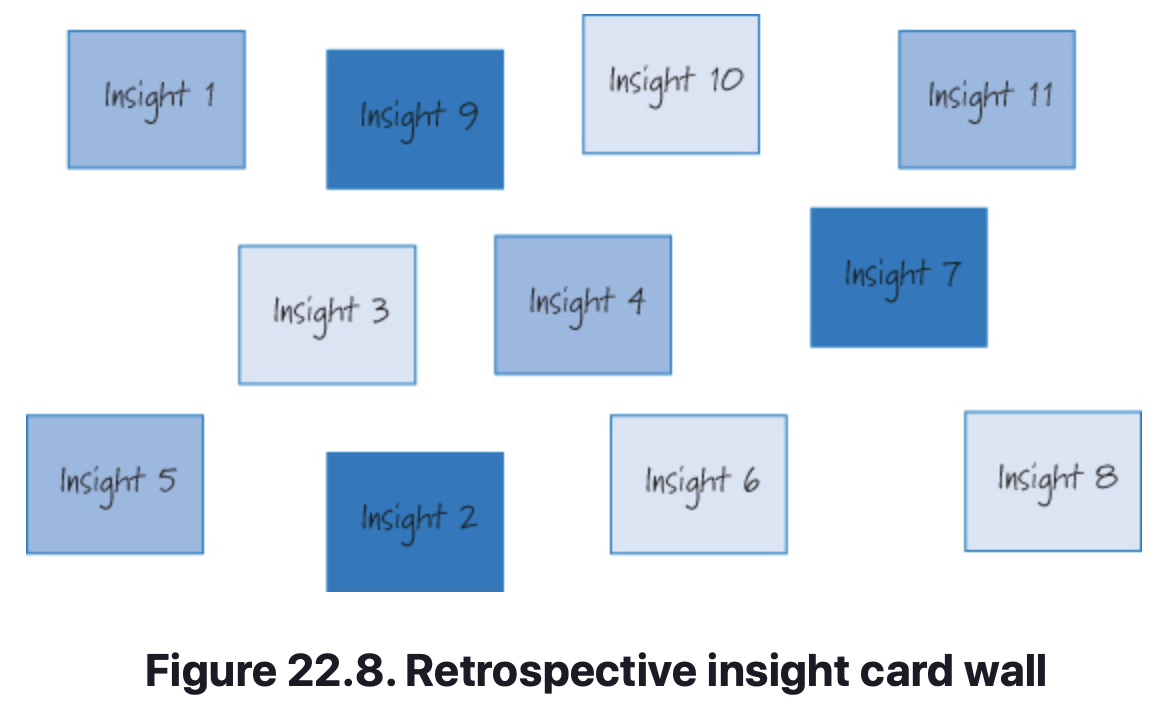 Insight 1
Insight 9
Insight 10
Insight 11
Insight 3
Insight 4
Insight 7
Insight 5
Insight 2
Insight 6
Insight 8
Figure 22.8. Retrospective insight card wall